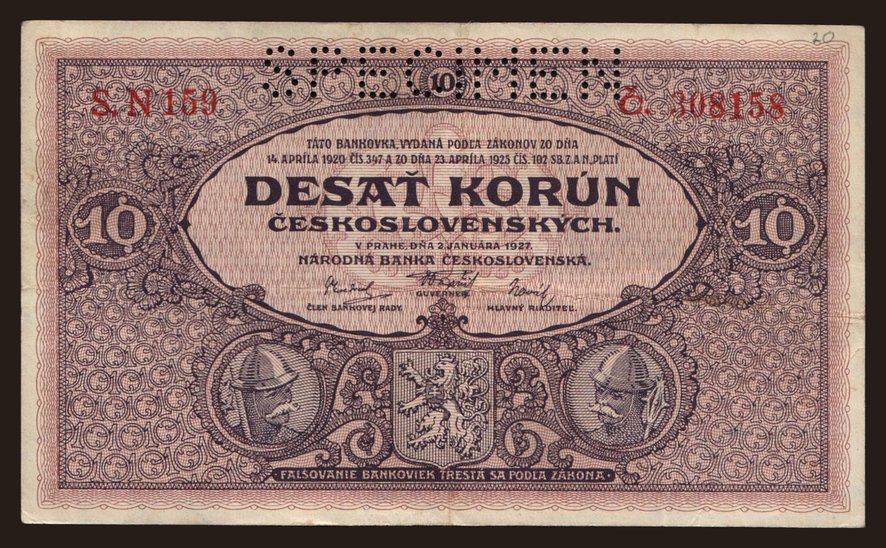 20
SPECIMEN
10
S. N 159
Č. 308158
TÁTO BANKOVKA, VYDANÁ PODĽA ZÁKONOV ZO DŇA
14. APRÍLA 1920 ČÍS. 347 A ZO DŇA 23. APRÍLA 1925 ČÍS. 102 SB. Z. A N., PLATÍ
DESAŤ KORÚN
ČESKOSLOVENSKÝCH.
10
10
V PRAHE, DŇA 2. JANUÁRA 1927.
NÁRODNÁ BANKA ČESKOSLOVENSKÁ.
GUVERNÉR.
ČLEN BANKOVEJ RADY.
HLAVNÝ RIADITEĽ.
FALŠOVANIE BANKOVIEK TRESTÁ SA PODĽA ZÁKONA